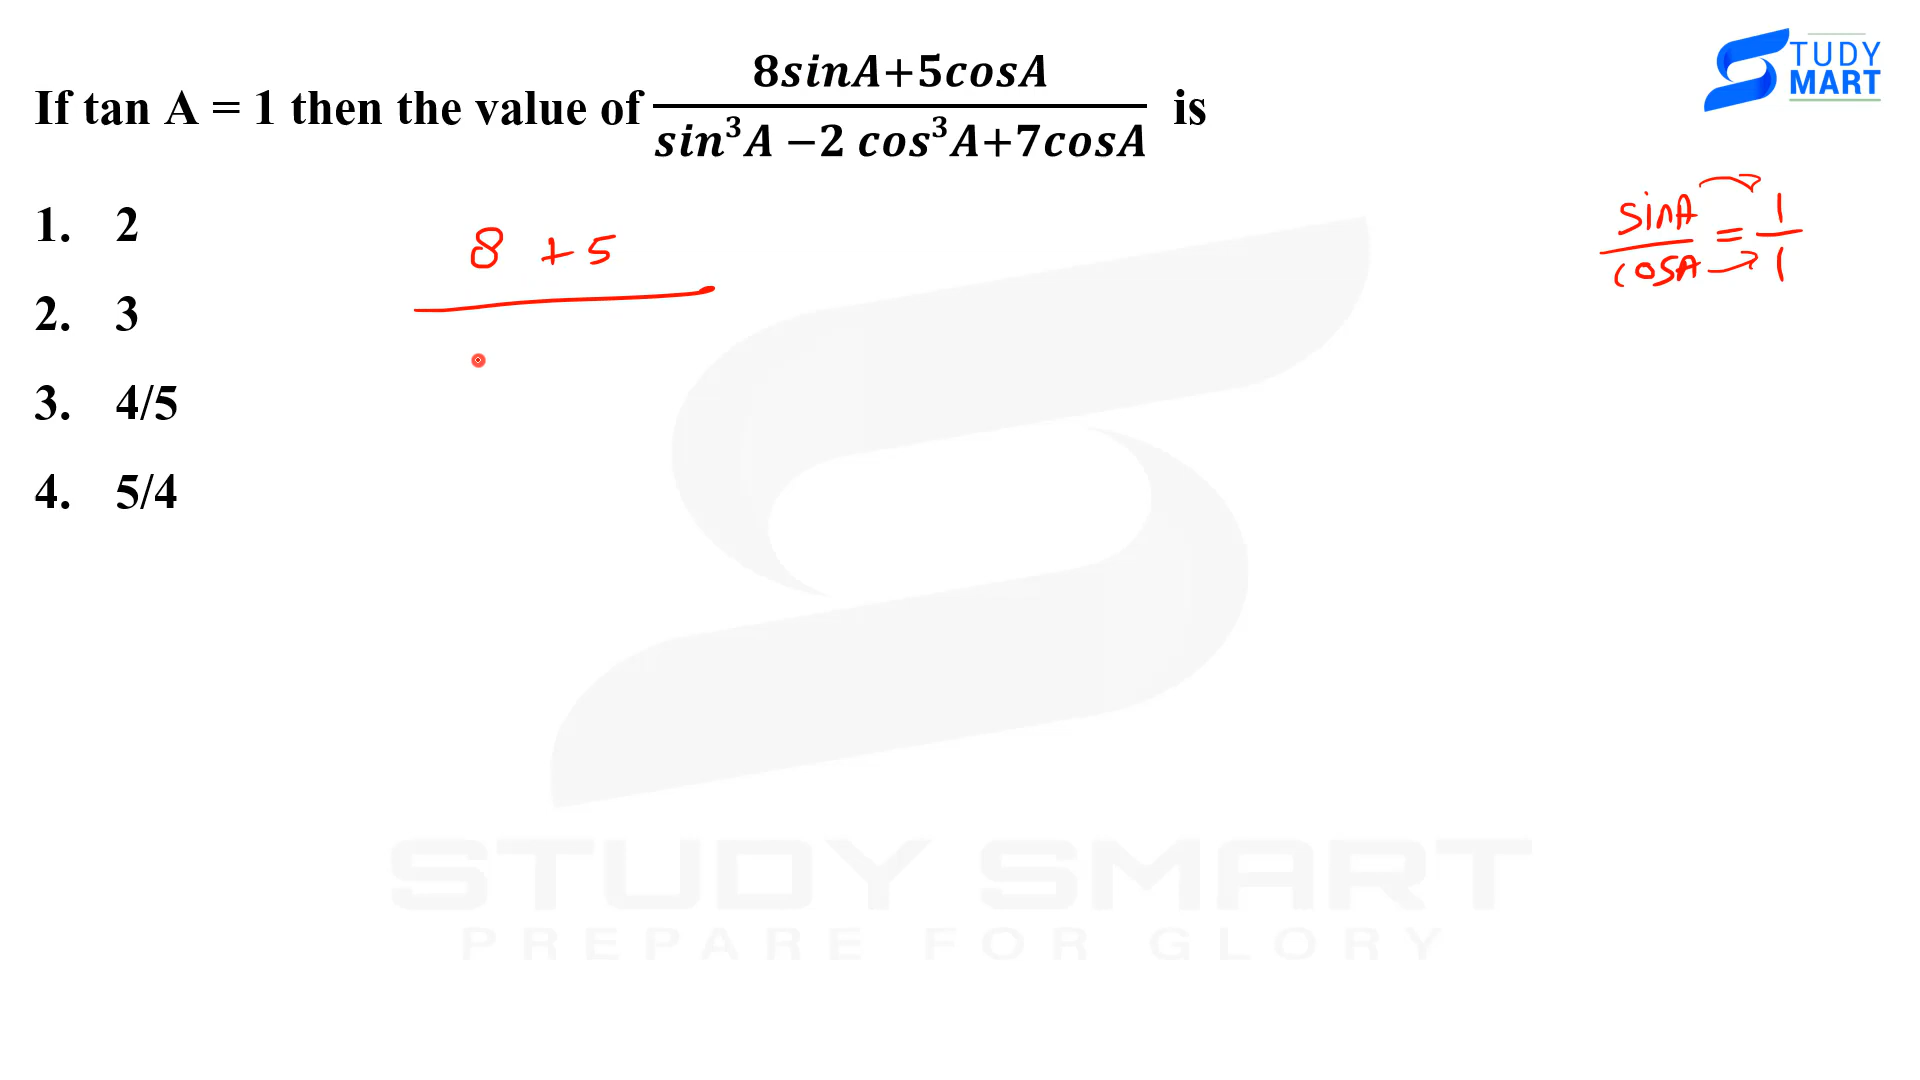 If tan A = 1 then the value of (8sinA+5cosA)/(sin³A −2 cos³A+7cosA) is
1. 2
2. 3
3. 4/5
4. 5/4
8 + 5
sinA/cosA = 1/1
STUDY
MART
STUDY SMART
PREPARE FOR GLORY